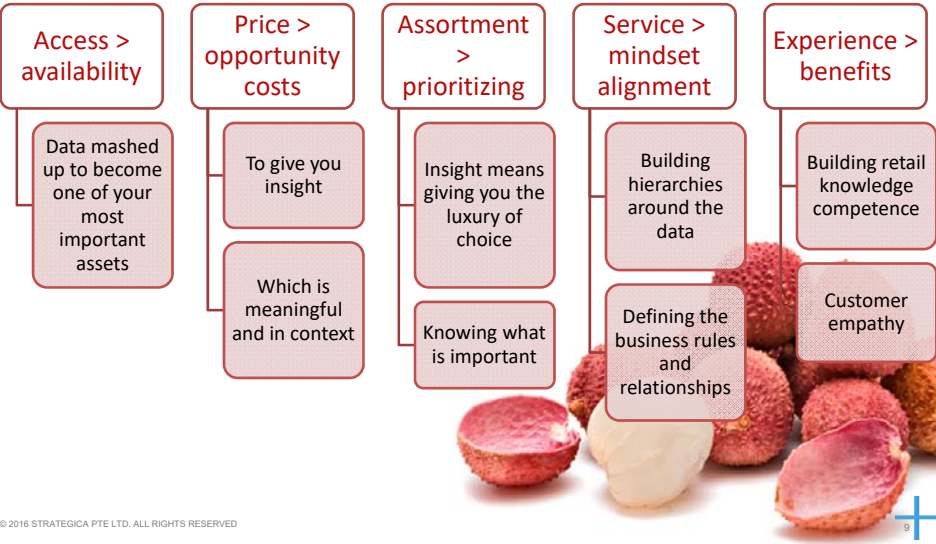 Access >
availability
Data mashed
up to become
one of your
most
important
assets
Price >
opportunity
costs
To give you
insight
Which is
meaningful
and in context
Assortment
>
prioritizing
Insight means
giving you the
luxury of
choice
Knowing what
is important
Service >
mindset
alignment
Building
hierarchies
around the
data
Defining the
business rules
and
relationships
Experience >
benefits
Building retail
knowledge
competence
Customer
empathy
© 2016 STRATEGICA PTE LTD. ALL RIGHTS RESERVED
9